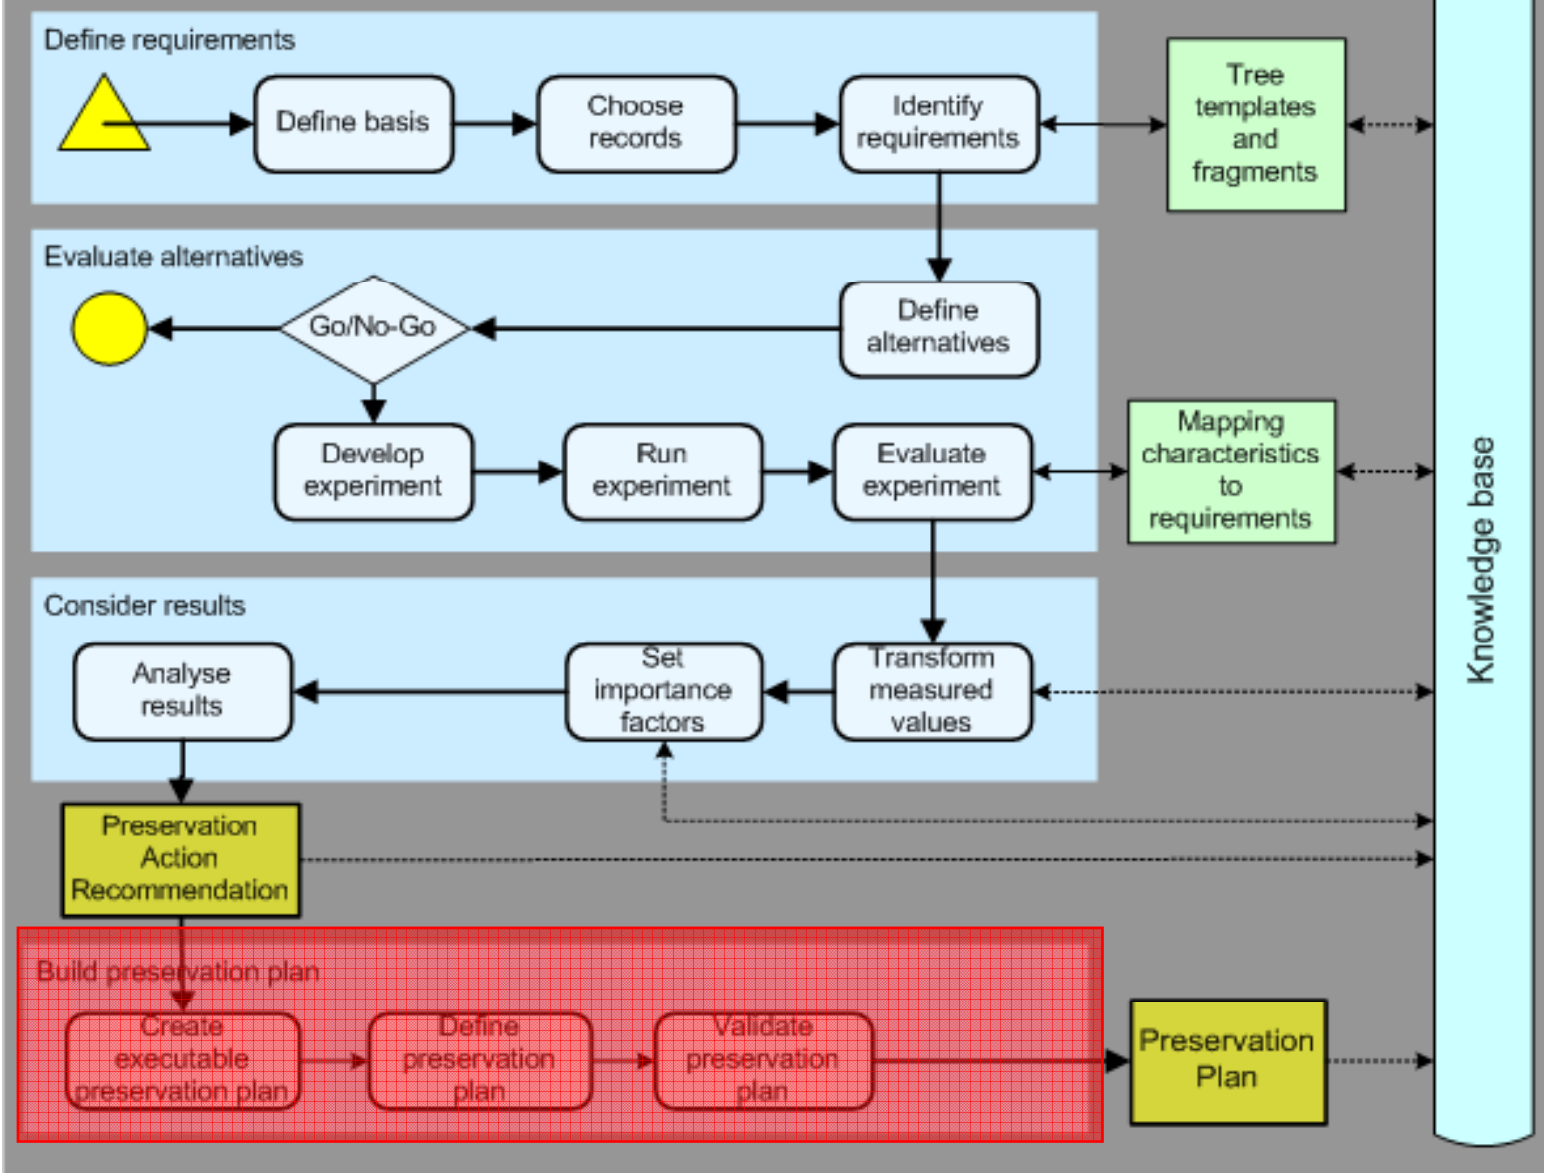 Define requirements
Define basis
Choose
records
Identify
requirements
Tree
templates
and
fragments
Evaluate alternatives
Go/No-Go
Define
alternatives
Develop
experiment
Run
experiment
Evaluate
experiment
Mapping
characteristics
to
requirements
Knowledge base
Consider results
Analyse
results
Set
importance
factors
Transform
measured
values
Preservation
Action
Recommendation
Build preservation plan
Create
executable
preservation plan
Define
preservation
plan
Validate
preservation
plan
Preservation
Plan